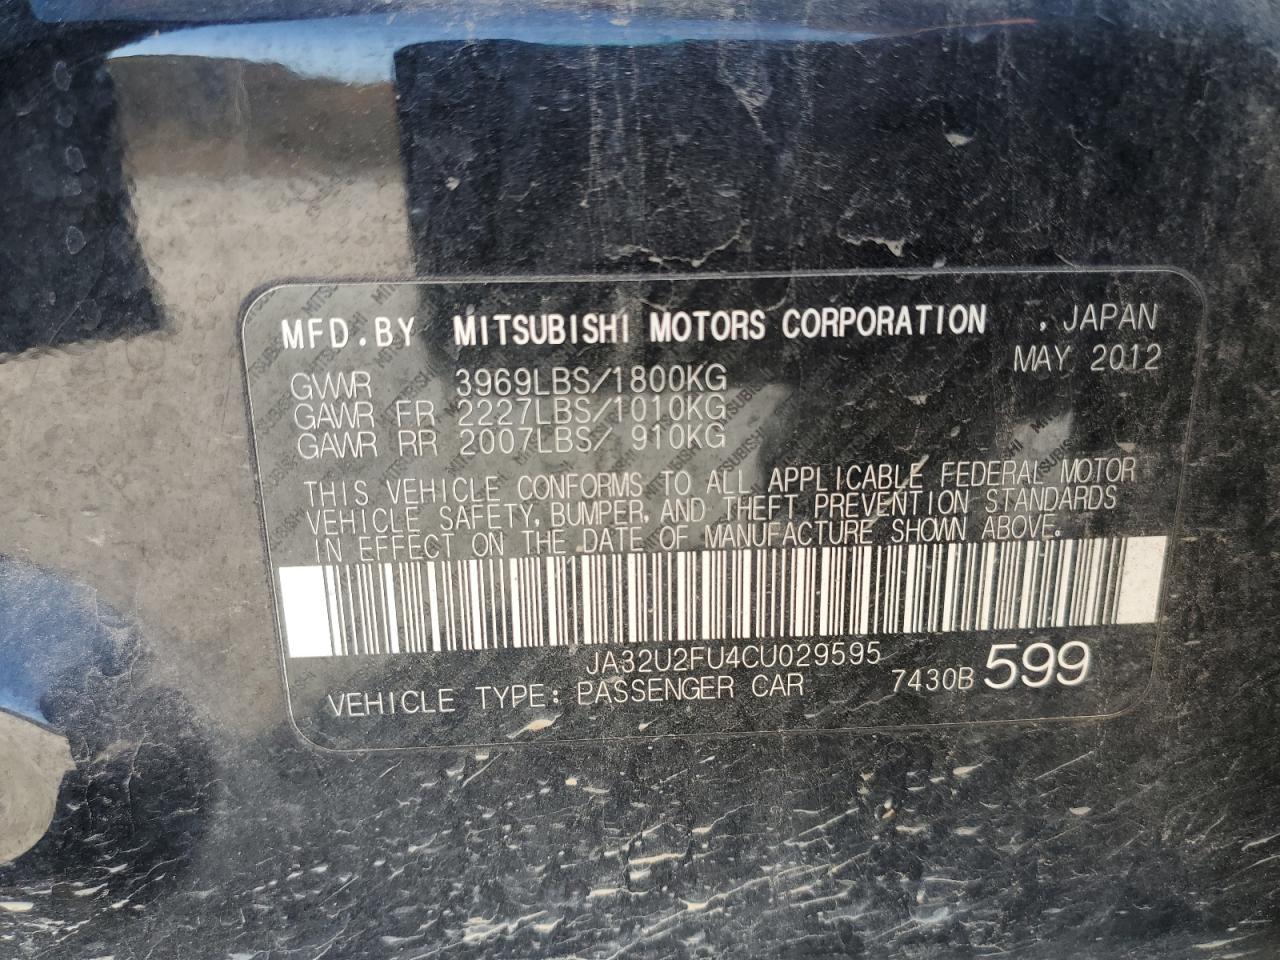 MFD.BY MITSUBISHI MOTORS CORPORATION , JAPAN
MAY 2012
GVWR 3969LBS/1800KG
GAWR FR 2227LBS/1010KG
GAWR RR 2007LBS/ 910KG
THIS VEHICLE CONFORMS TO ALL APPLICABLE FEDERAL MOTOR
VEHICLE SAFETY, BUMPER, AND THEFT PREVENTION STANDARDS
IN EFFECT ON THE DATE OF MANUFACTURE SHOWN ABOVE.
JA32U2FU4CU029595
VEHICLE TYPE: PASSENGER CAR 7430B 599